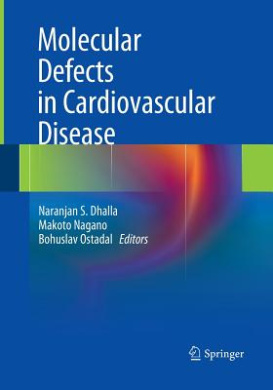 Molecular
Defects
in Cardiovascular
Disease
Naranjan S. Dhalla
Makoto Nagano
Bohuslav Ostadal Editors
Springer